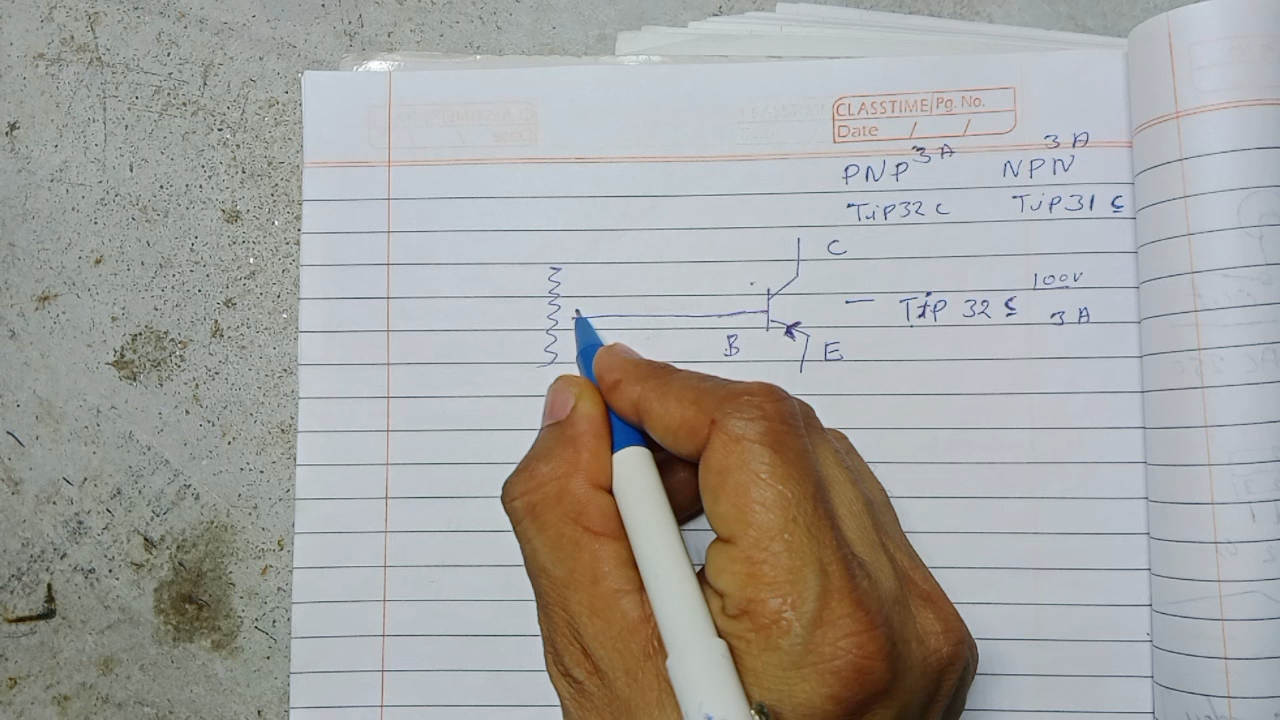 CLASSTIME Pg. No.
Date / /
PNP 3A NPN 3A
TiP32C TiP31C
C
100V
B — TiP 32C 3A
E